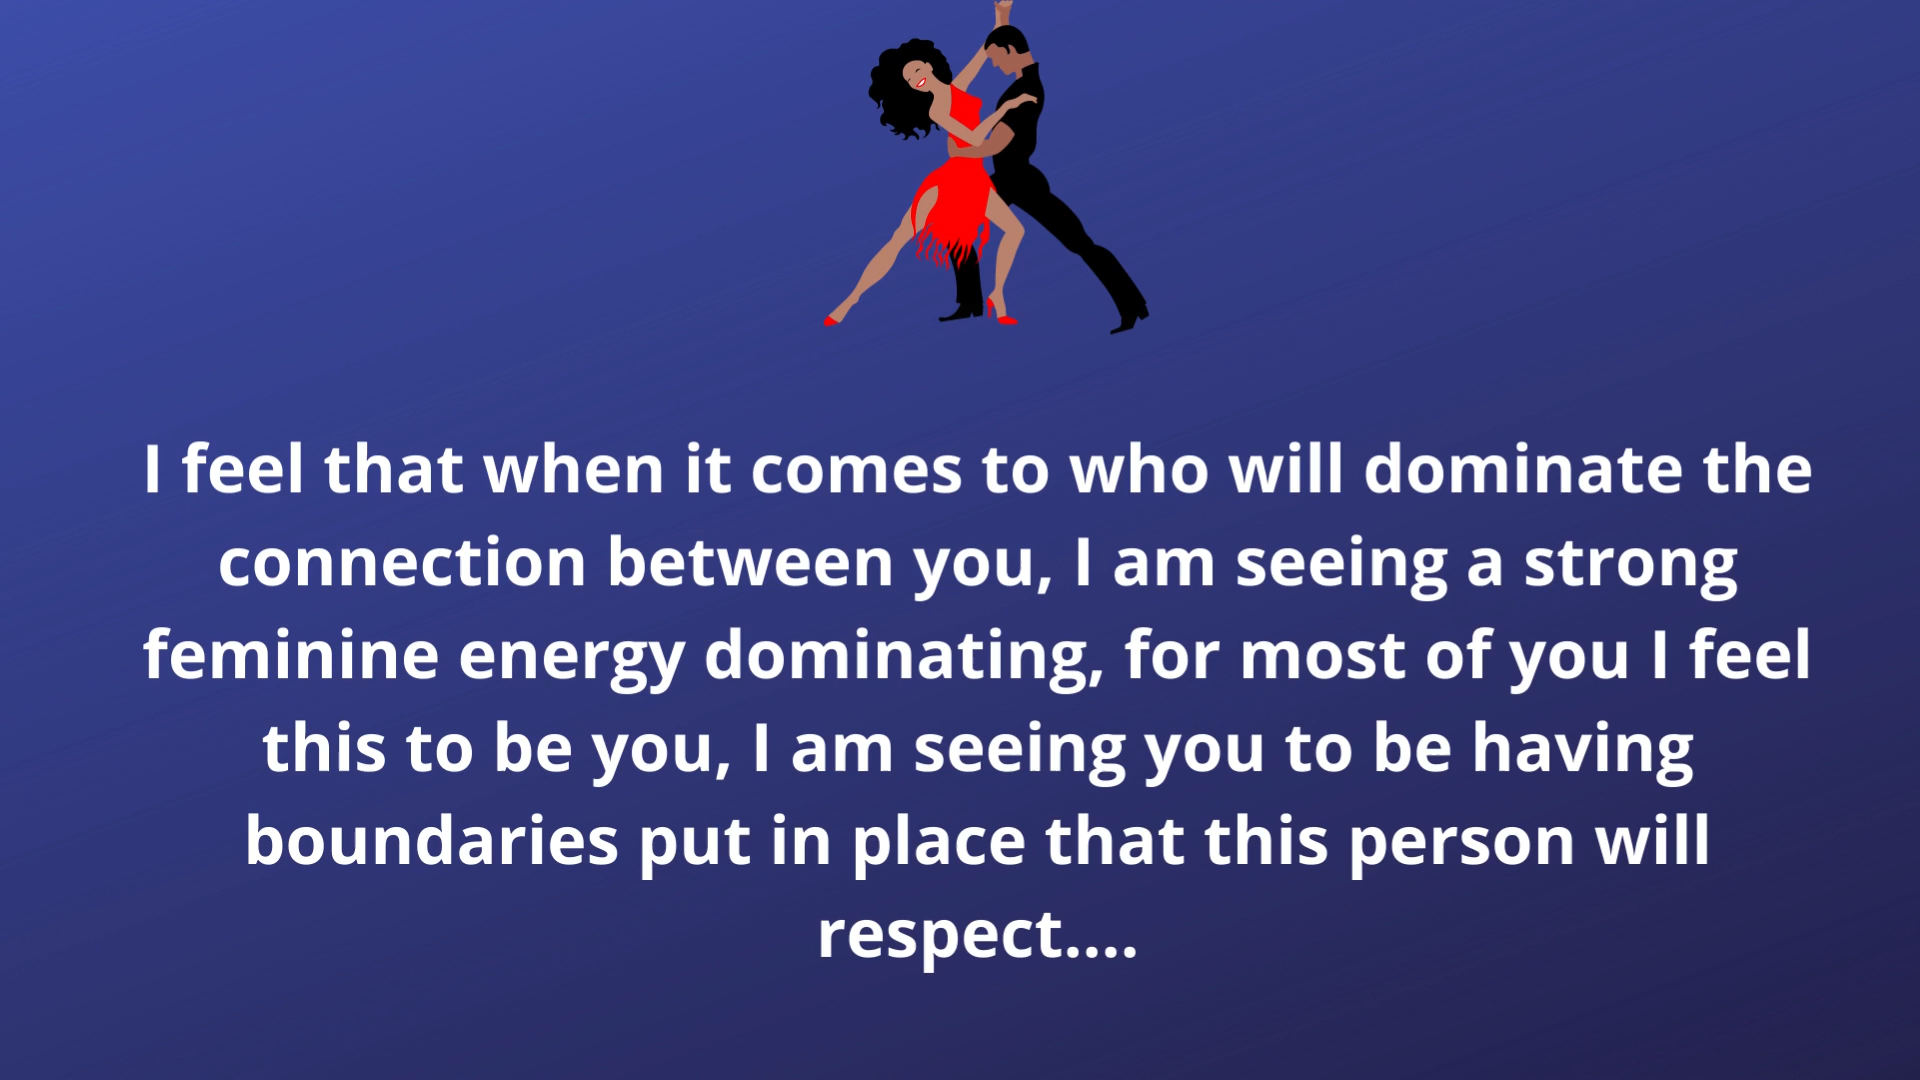 I feel that when it comes to who will dominate the
connection between you, I am seeing a strong
feminine energy dominating, for most of you I feel
this to be you, I am seeing you to be having
boundaries put in place that this person will
respect....